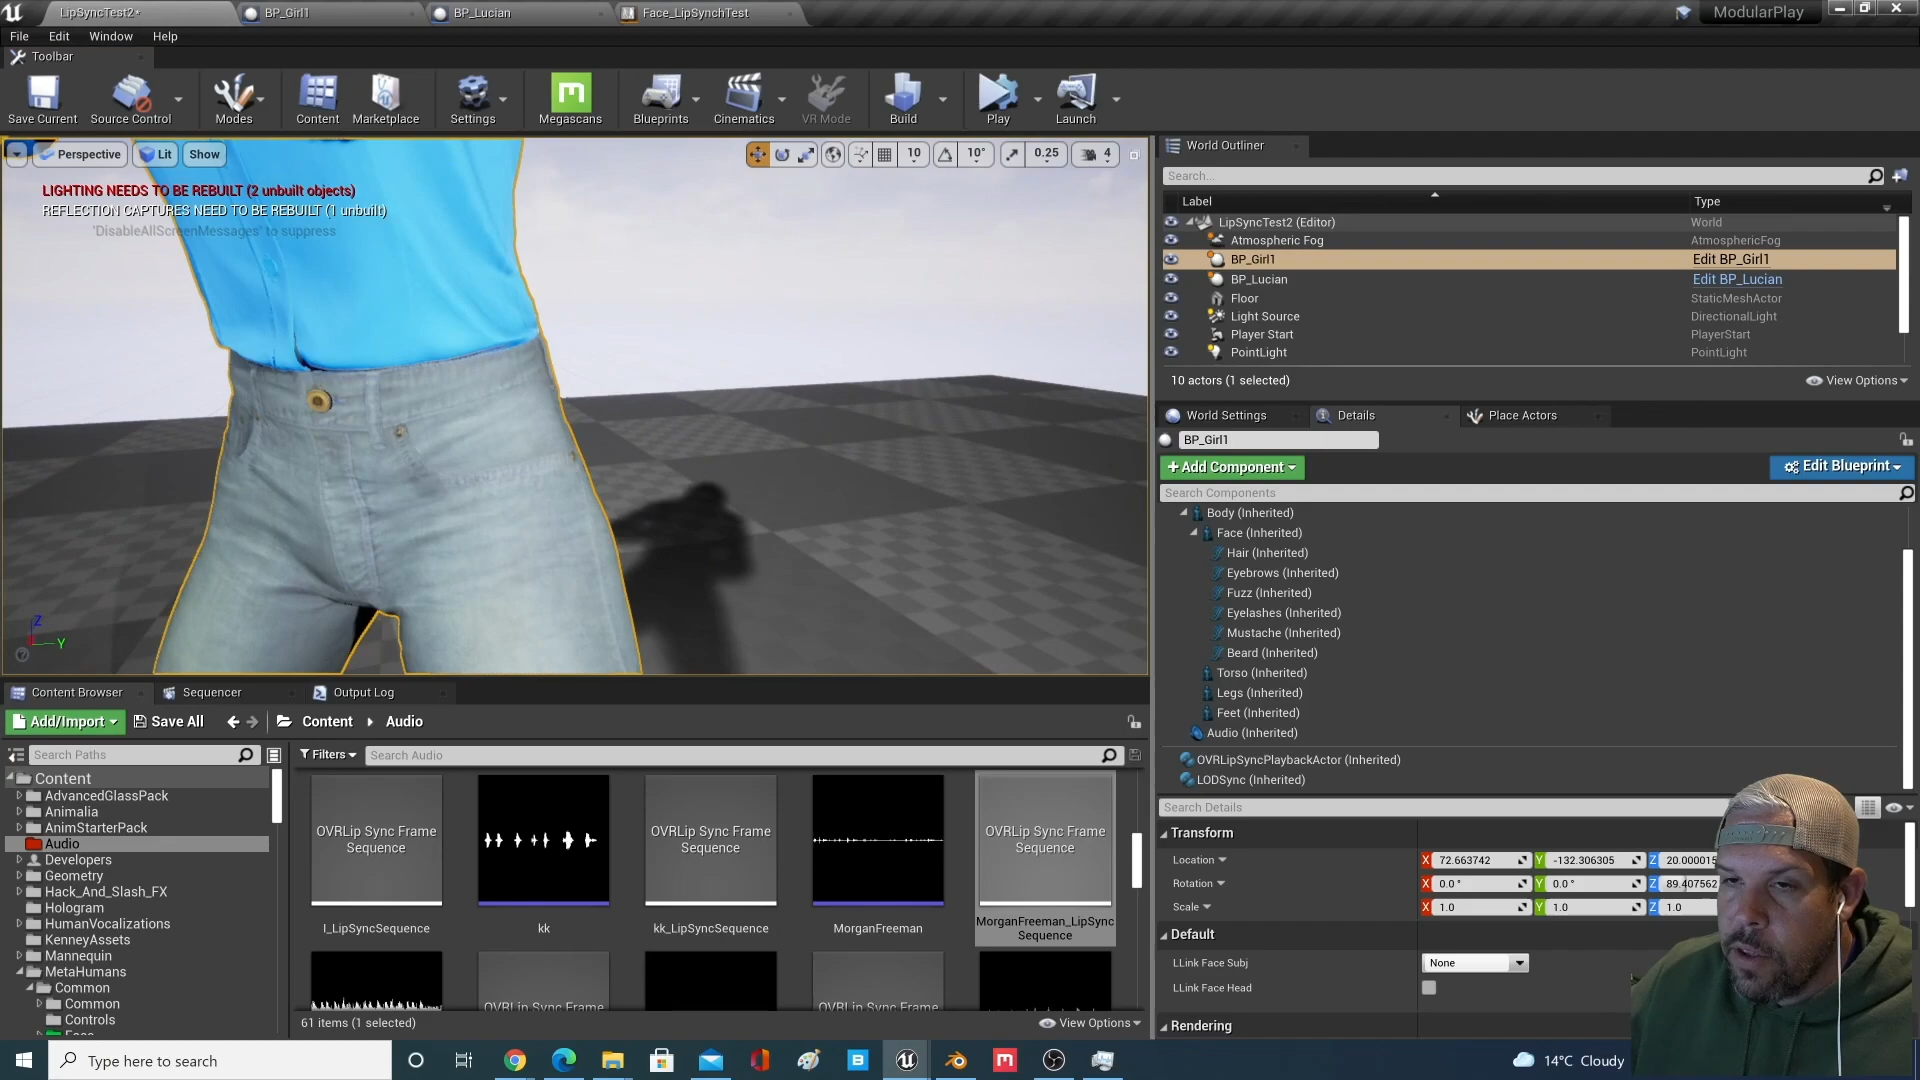 LipSyncTest2*
BP_Girl1
BP_Lucian
Face_LipSynchTest
ModularPlay
File Edit Window Help
Toolbar
Save Current
Source Control
Modes
Content
Marketplace
Settings
Megascans
Blueprints
Cinematics
VR Mode
Build
Play
Launch
Perspective Lit Show
10 10° 0.25 4
LIGHTING NEEDS TO BE REBUILT (2 unbuilt objects)
REFLECTION CAPTURES NEED TO BE REBUILT (1 unbuilt)
'DisableAllScreenMessages' to suppress
Z
Y
World Outliner
Search...
Label Type
LipSyncTest2 (Editor) World
Atmospheric Fog AtmosphericFog
BP_Girl1 Edit BP_Girl1
BP_Lucian Edit BP_Lucian
Floor StaticMeshActor
Light Source DirectionalLight
Player Start PlayerStart
PointLight PointLight
10 actors (1 selected) View Options
World Settings Details Place Actors
BP_Girl1
+Add Component Edit Blueprint
Search Components
Body (Inherited)
Face (Inherited)
Hair (Inherited)
Eyebrows (Inherited)
Fuzz (Inherited)
Eyelashes (Inherited)
Mustache (Inherited)
Beard (Inherited)
Torso (Inherited)
Legs (Inherited)
Feet (Inherited)
Audio (Inherited)
OVRLipSyncPlaybackActor (Inherited)
LODSync (Inherited)
Search Details
Transform
Location X 72.663742 Y -132.306305 Z 20.000015
Rotation X 0.0° Y 0.0° Z 89.407562
Scale X 1.0 Y 1.0 Z 1.0
Default
LLink Face Subj None
LLink Face Head
Rendering
Content Browser Sequencer Output Log
Add/Import Save All Content Audio
Search Paths
Filters Search Audio
Content
AdvancedGlassPack
Animalia
AnimStarterPack
Audio
Developers
Geometry
Hack_And_Slash_FX
Hologram
HumanVocalizations
KenneyAssets
Mannequin
MetaHumans
Common
Common
Controls
OVRLip Sync Frame
Sequence
OVRLip Sync Frame
Sequence
OVRLip Sync Frame
Sequence
I_LipSyncSequence
kk
kk_LipSyncSequence
MorganFreeman
MorganFreeman_LipSync
Sequence
OVRLip Sync Frame
OVRLip Sync Frame
61 items (1 selected) View Options
Type here to search
14°C Cloudy